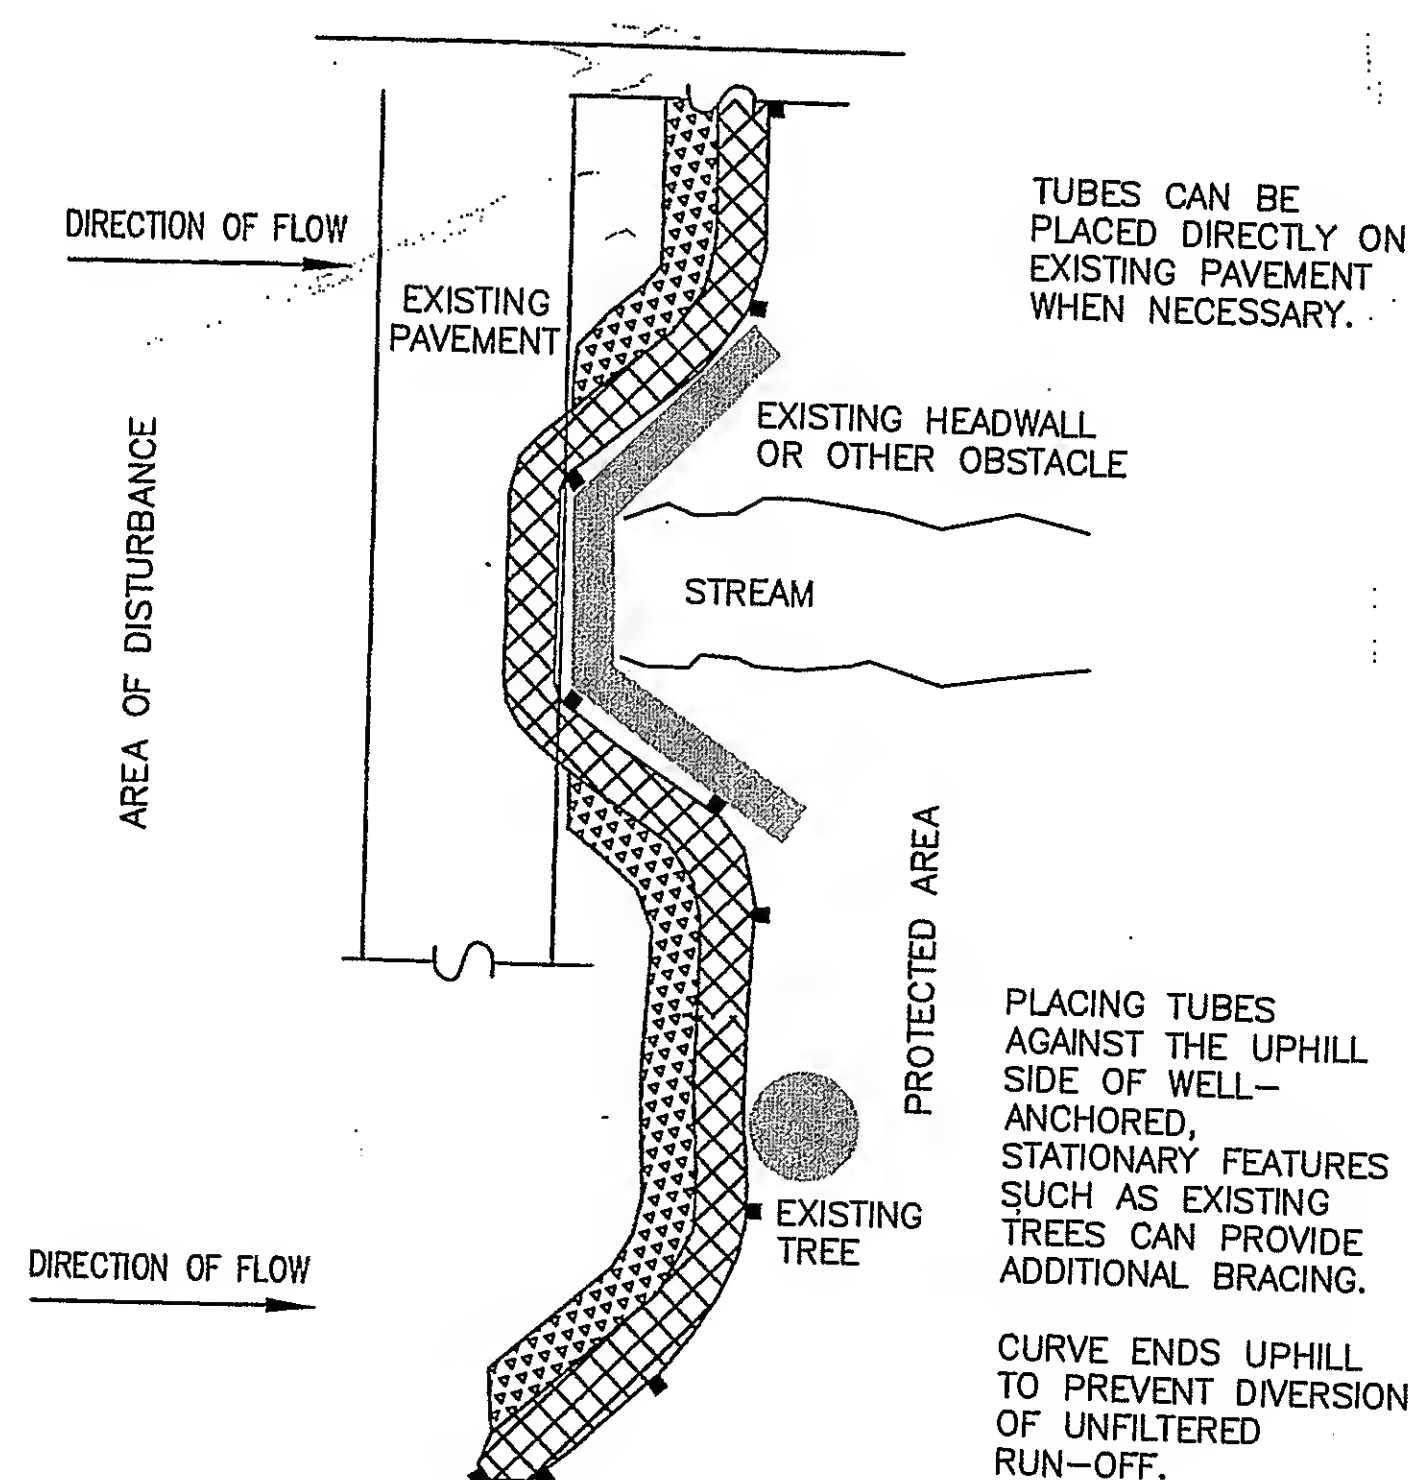 TUBES CAN BE
PLACED DIRECTLY ON
EXISTING PAVEMENT
WHEN NECESSARY.
DIRECTION OF FLOW
EXISTING
PAVEMENT
AREA OF DISTURBANCE
EXISTING HEADWALL
OR OTHER OBSTACLE
STREAM
PROTECTED AREA
PLACING TUBES
AGAINST THE UPHILL
SIDE OF WELL-
ANCHORED,
STATIONARY FEATURES
SUCH AS EXISTING
TREES CAN PROVIDE
ADDITIONAL BRACING.
EXISTING
TREE
DIRECTION OF FLOW
CURVE ENDS UPHILL
TO PREVENT DIVERSION
OF UNFILTERED
RUN-OFF.